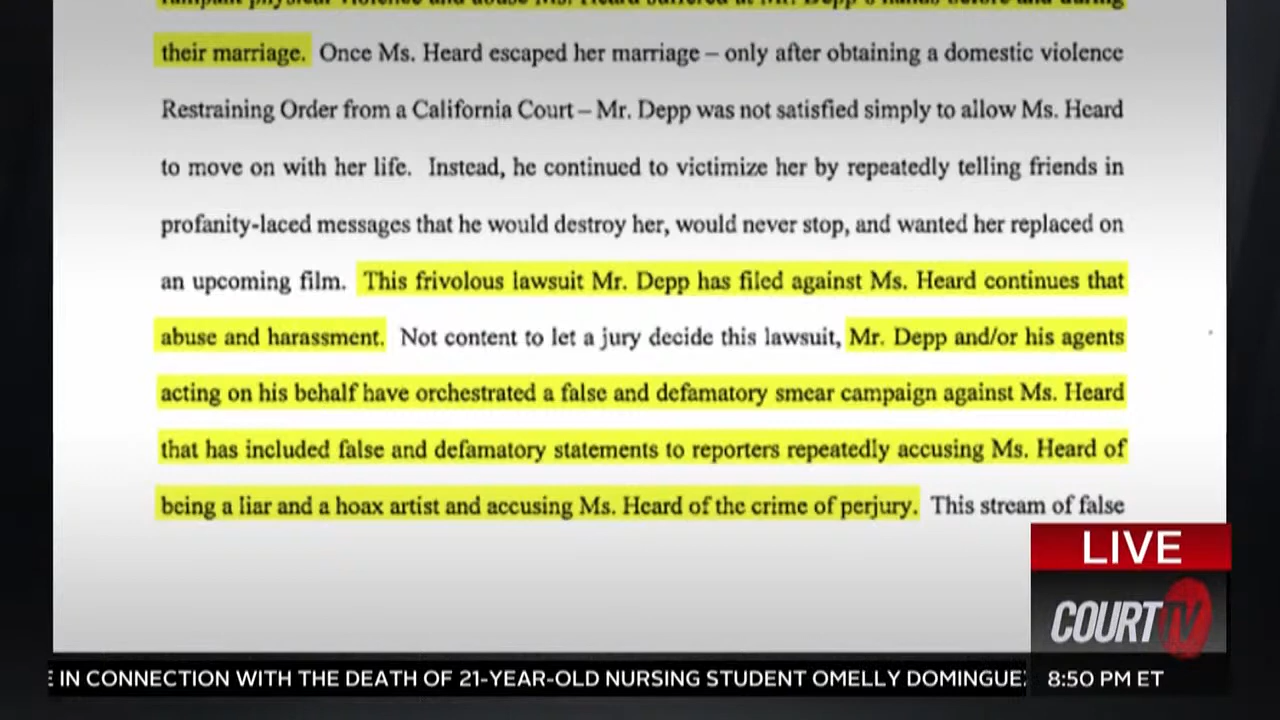 rampant physical violence and abuse Ms. Heard suffered at Mr. Depp's hands before and during
their marriage. Once Ms. Heard escaped her marriage – only after obtaining a domestic violence
Restraining Order from a California Court – Mr. Depp was not satisfied simply to allow Ms. Heard
to move on with her life. Instead, he continued to victimize her by repeatedly telling friends in
profanity-laced messages that he would destroy her, would never stop, and wanted her replaced on
an upcoming film. This frivolous lawsuit Mr. Depp has filed against Ms. Heard continues that
abuse and harassment. Not content to let a jury decide this lawsuit, Mr. Depp and/or his agents
acting on his behalf have orchestrated a false and defamatory smear campaign against Ms. Heard
that has included false and defamatory statements to reporters repeatedly accusing Ms. Heard of
being a liar and a hoax artist and accusing Ms. Heard of the crime of perjury. This stream of false
LIVE
COURT TV
IN CONNECTION WITH THE DEATH OF 21-YEAR-OLD NURSING STUDENT OMELLY DOMINGUE
8:50 PM ET